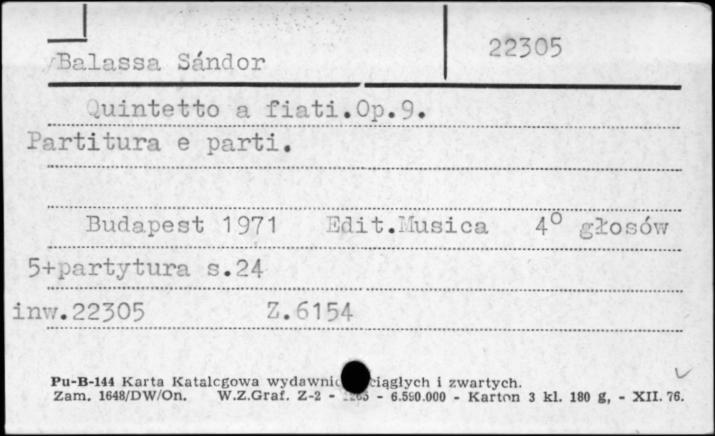 22305
Balassa Sándor
Quintetto a fiati.Op.9.
Partitura e parti.
Budapest 1971 Edit.Musica 4° głosów
5+partytura s.24
inw.22305 Z.6154
Pu-B-144 Karta Katalcgowa ciągłych i zwartych.
Zam. 1648/DW/On. W.Z.Graf. Z-2 - - 6.590.000 - Karton 3 kl. 180 g, - XII. 76.